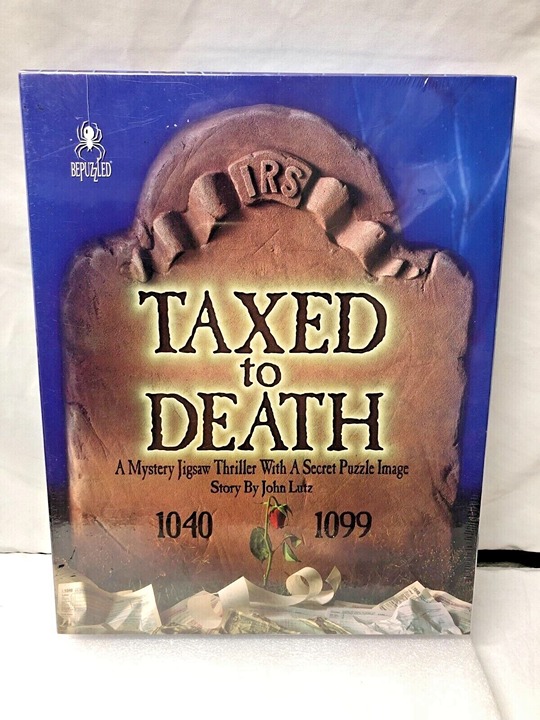 BEPUZZLED
IRS
TAXED
to
DEATH
A Mystery Jigsaw Thriller With A Secret Puzzle Image
Story By John Lutz
1040 1099